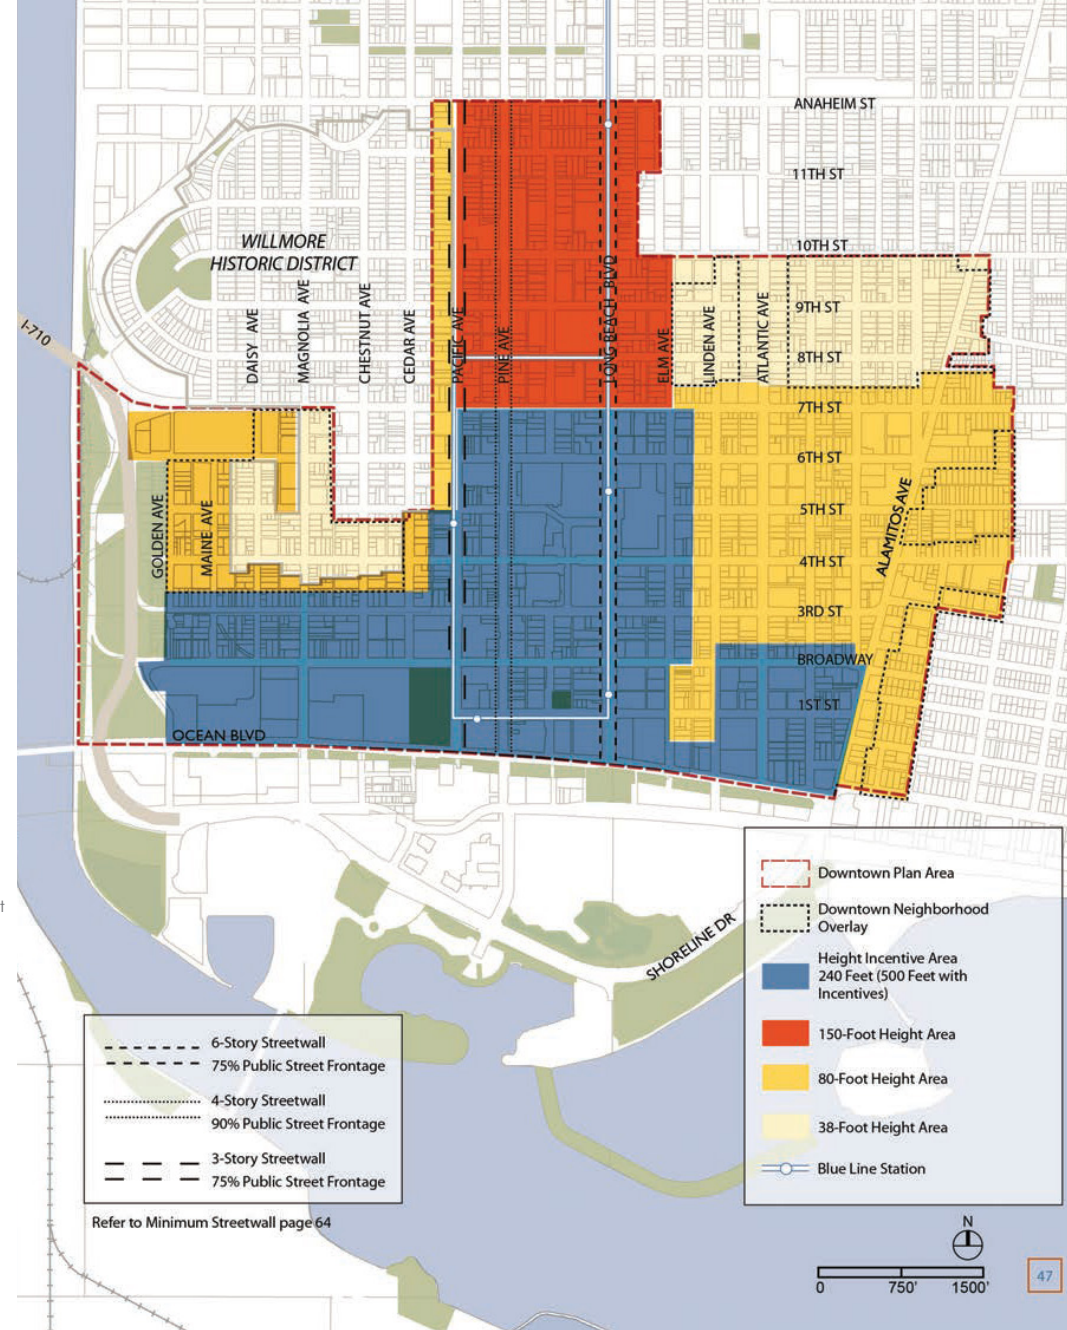 ANAHEIM ST
11TH ST
10TH ST
WILLMORE
HISTORIC DISTRICT
I-710
DAISY AVE
MAGNOLIA AVE
CHESTNUT AVE
CEDAR AVE
PACIFIC AVE
PINE AVE
LONG BEACH BLVD
ELM AVE
LINDEN AVE
ATLANTIC AVE
9TH ST
8TH ST
7TH ST
6TH ST
5TH ST
4TH ST
3RD ST
BROADWAY
1ST ST
GOLDEN AVE
MAINE AVE
ALAMITOS AVE
OCEAN BLVD
SHORELINE DR
t
Downtown Plan Area
Downtown Neighborhood
Overlay
Height Incentive Area
240 Feet (500 Feet with
Incentives)
150-Foot Height Area
80-Foot Height Area
38-Foot Height Area
Blue Line Station
6-Story Streetwall
75% Public Street Frontage
4-Story Streetwall
90% Public Street Frontage
3-Story Streetwall
75% Public Street Frontage
Refer to Minimum Streetwall page 64
N
0 750' 1500'
47